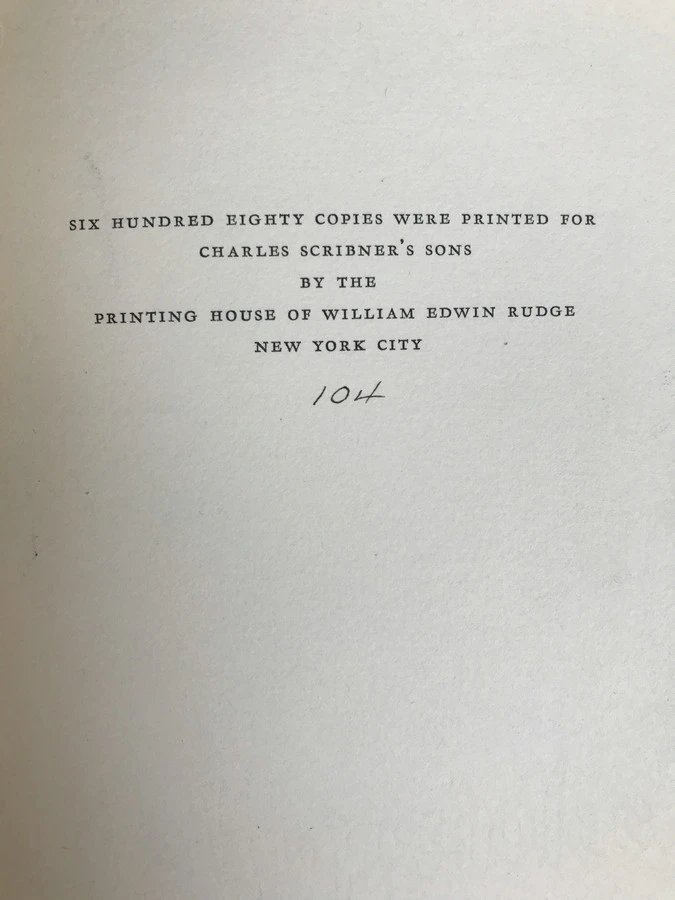 SIX HUNDRED EIGHTY COPIES WERE PRINTED FOR
CHARLES SCRIBNER'S SONS
BY THE
PRINTING HOUSE OF WILLIAM EDWIN RUDGE
NEW YORK CITY
104